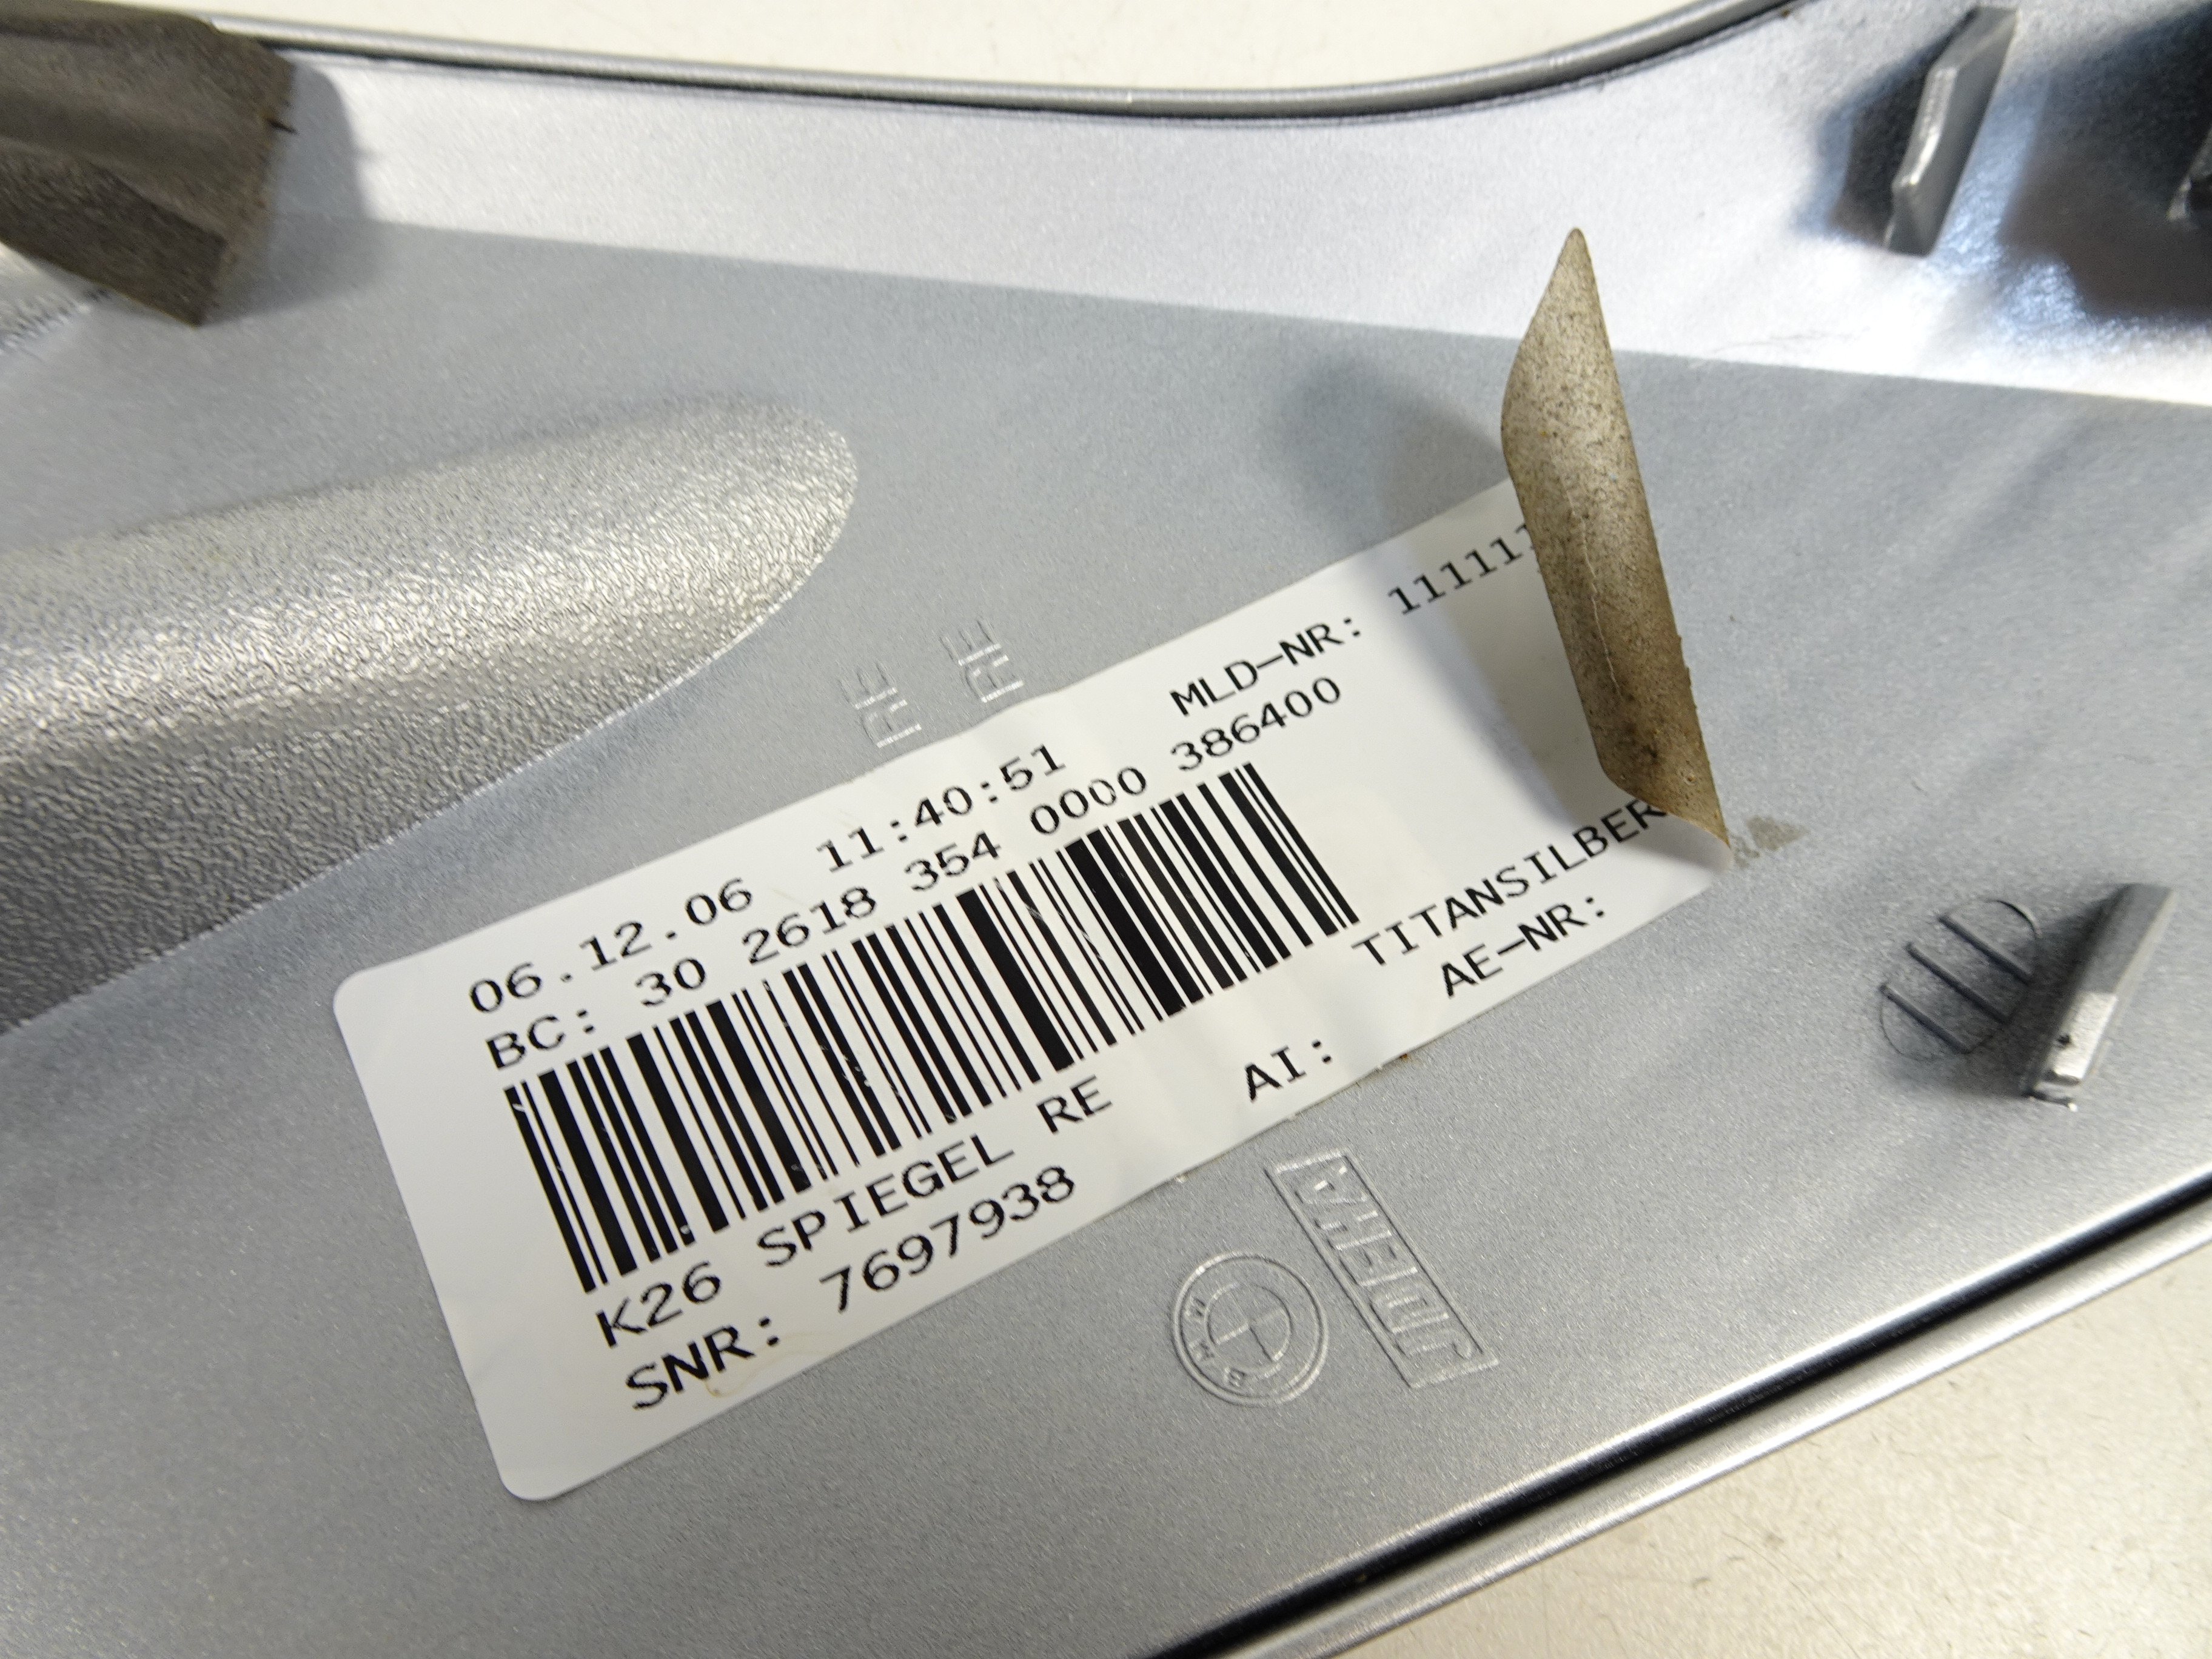 RE
RE
06.12.06 11:40:51 MLD-NR: 11111
BC: 30 2618 354 0000 386400
TITANSILBER
K26 SPIEGEL RE AI: AE-NR:
SNR: 7697938
BMW